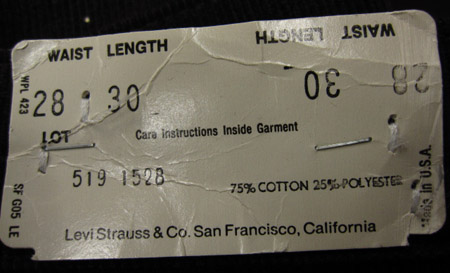 WAIST LENGTH
WAIST LENGTH
28 30
28 30
WPL 423
LOT
Care Instructions Inside Garment
519 1528
75% COTTON 25% POLYESTER
SF G05 LE
Made in U.S.A.
Levi Strauss & Co. San Francisco, California